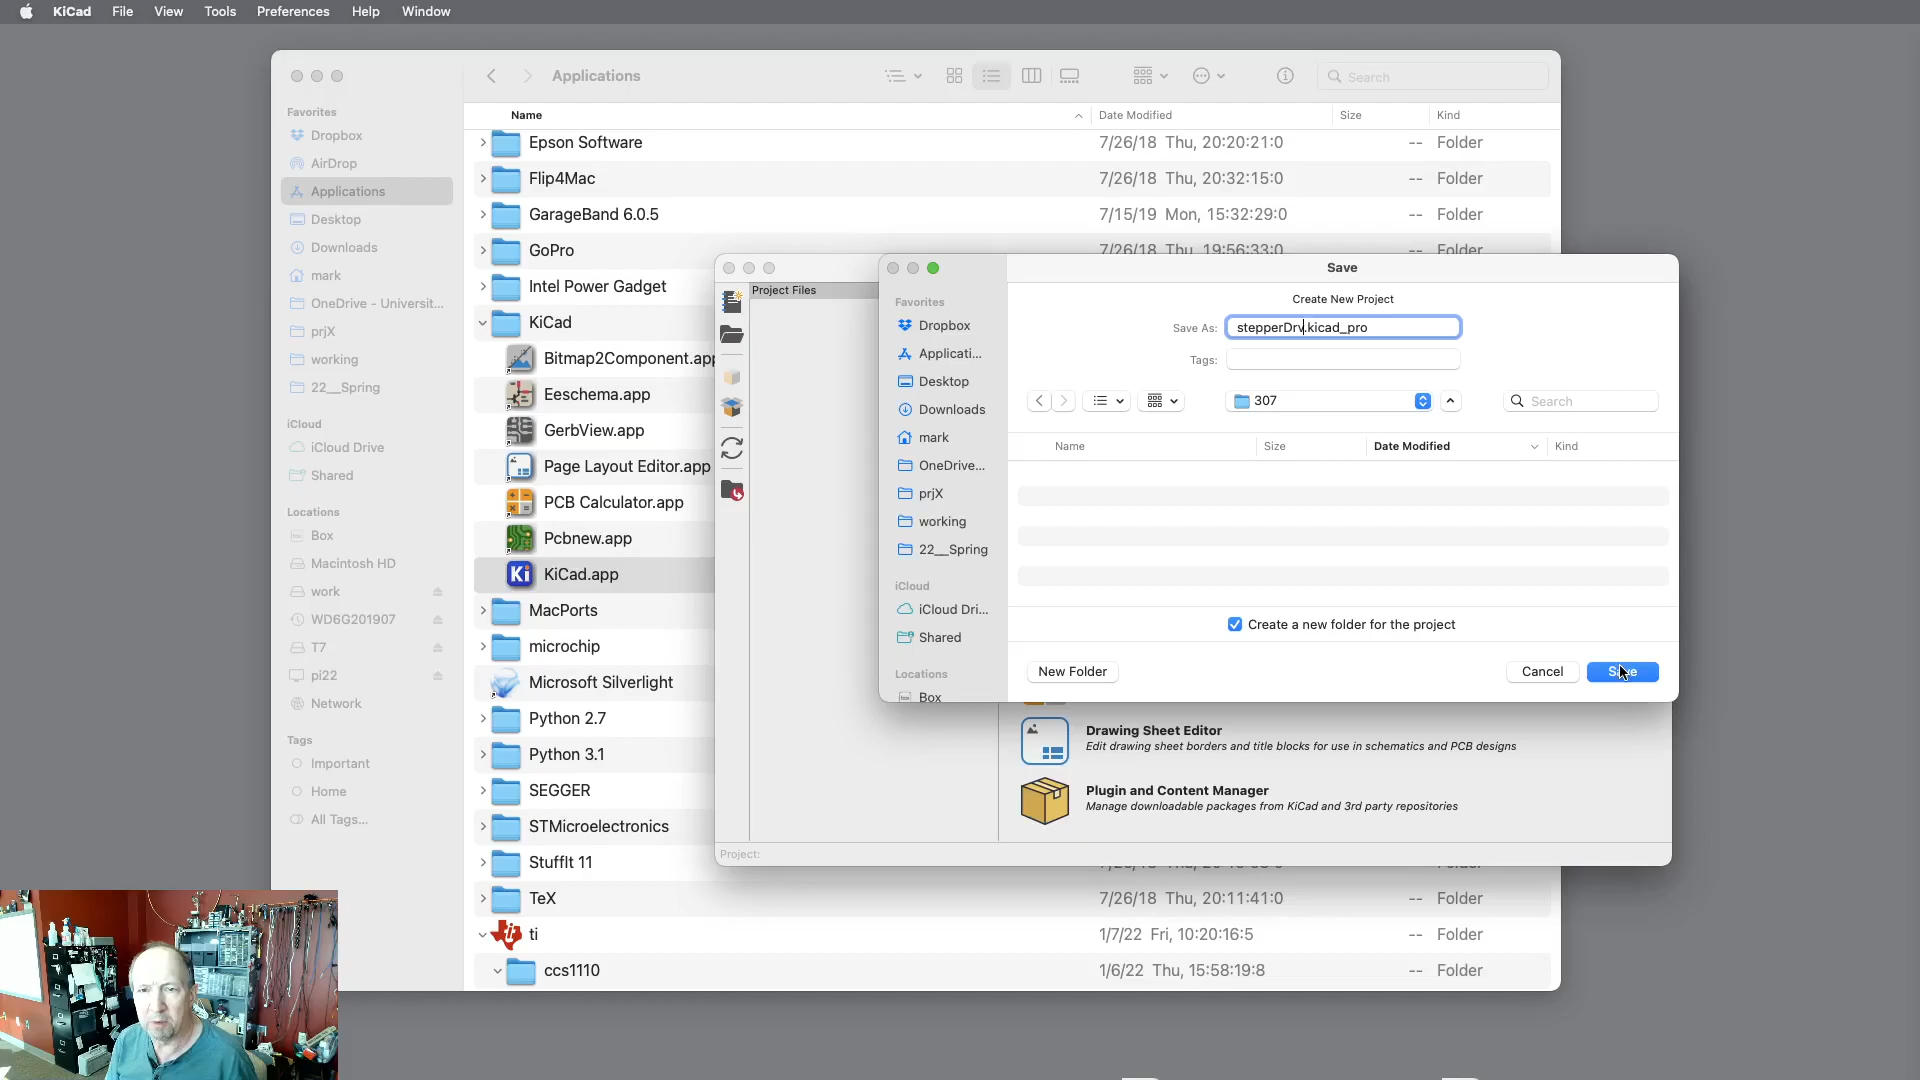 KiCad File View Tools Preferences Help Window
Applications
Search
Favorites
Dropbox
AirDrop
Applications
Desktop
Downloads
mark
OneDrive - Universit...
prjX
working
22__Spring
iCloud
iCloud Drive
Shared
Locations
Box
Macintosh HD
work
WD6G201907
T7
pi22
Network
Tags
Important
Home
All Tags...
Name Date Modified Size Kind
Epson Software 7/26/18 Thu, 20:20:21:0 -- Folder
Flip4Mac 7/26/18 Thu, 20:32:15:0 -- Folder
GarageBand 6.0.5 7/15/19 Mon, 15:32:29:0 -- Folder
GoPro 7/26/18 Thu, 19:56:33:0 -- Folder
Intel Power Gadget
KiCad
Bitmap2Component.app
Eeschema.app
GerbView.app
Page Layout Editor.app
PCB Calculator.app
Pcbnew.app
KiCad.app
MacPorts
microchip
Microsoft Silverlight
Python 2.7
Python 3.1
SEGGER
STMicroelectronics
StuffIt 11
TeX 7/26/18 Thu, 20:11:41:0 -- Folder
ti 1/7/22 Fri, 10:20:16:5 -- Folder
ccs1110 1/6/22 Thu, 15:58:19:8 -- Folder
Project Files
Save
Create New Project
Save As: stepperDrv.kicad_pro
Tags:
307
Search
Favorites
Dropbox
Applicati...
Desktop
Downloads
mark
OneDrive...
prjX
working
22__Spring
iCloud
iCloud Dri...
Shared
Locations
Box
Name Size Date Modified Kind
Create a new folder for the project
New Folder Cancel Save
Drawing Sheet Editor
Edit drawing sheet borders and title blocks for use in schematics and PCB designs
Plugin and Content Manager
Manage downloadable packages from KiCad and 3rd party repositories
Project: